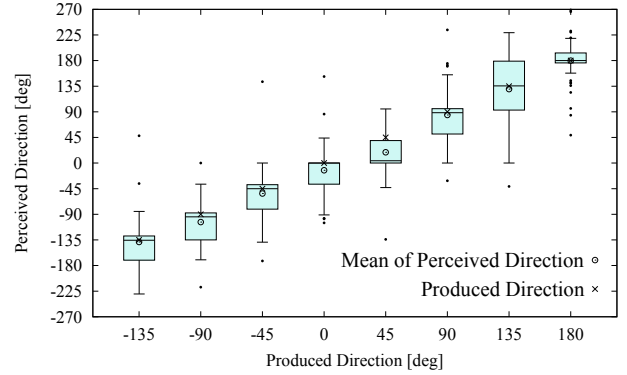 270
225
180
135
90
45
0
-45
-90
-135
-180
-225
-270
Perceived Direction [deg]
Mean of Perceived Direction
Produced Direction
-135 -90 -45 0 45 90 135 180
Produced Direction [deg]